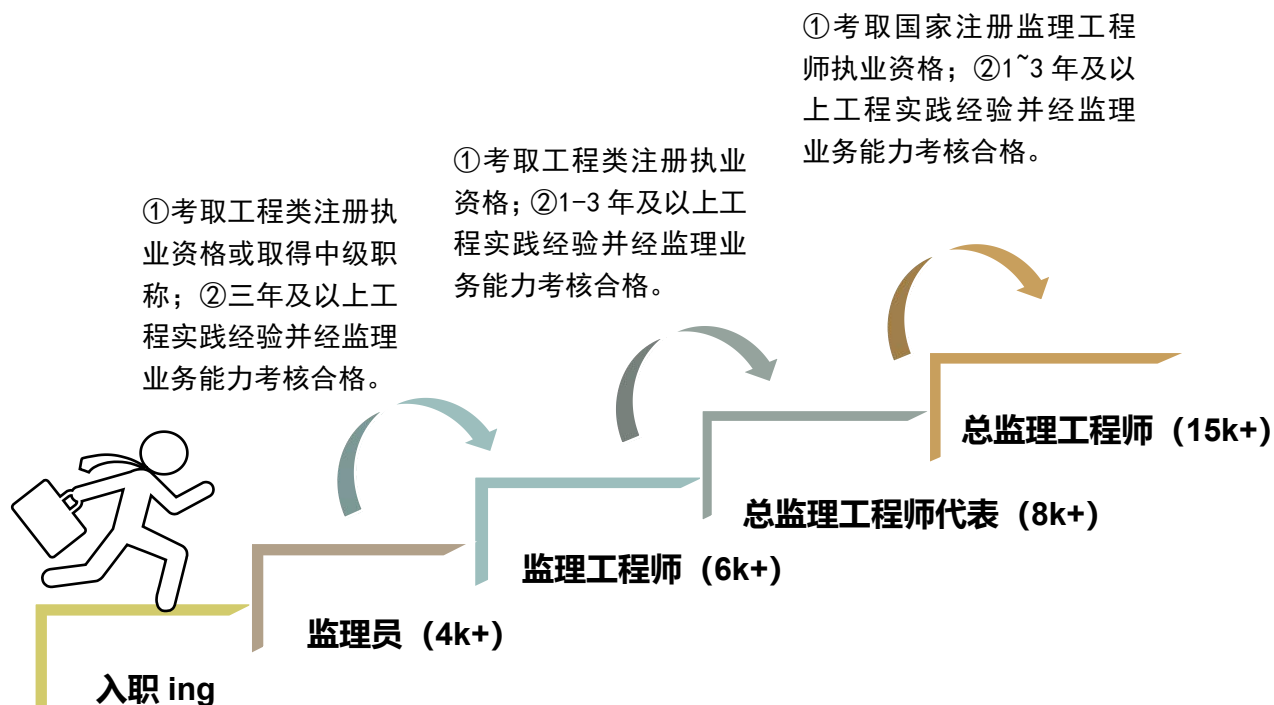 ①考取国家注册监理工程
师执业资格；②1~3 年及以
上工程实践经验并经监理
业务能力考核合格。
①考取工程类注册执业
资格；②1-3 年及以上工
程实践经验并经监理业
务能力考核合格。
①考取工程类注册执
业资格或取得中级职
称；②三年及以上工
程实践经验并经监理
业务能力考核合格。
总监理工程师（15k+）
总监理工程师代表（8k+）
监理工程师（6k+）
监理员（4k+）
入职 ing